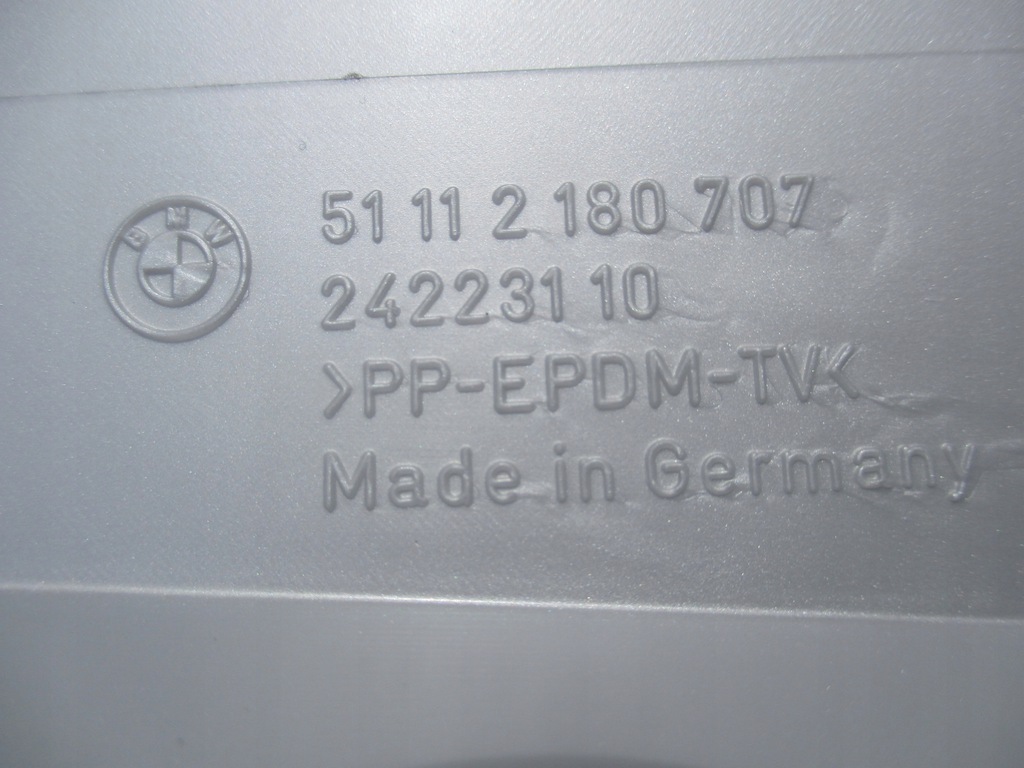 BMW
51 11 2 180 707
24223110
>PP-EPDM-TV<
Made in Germany